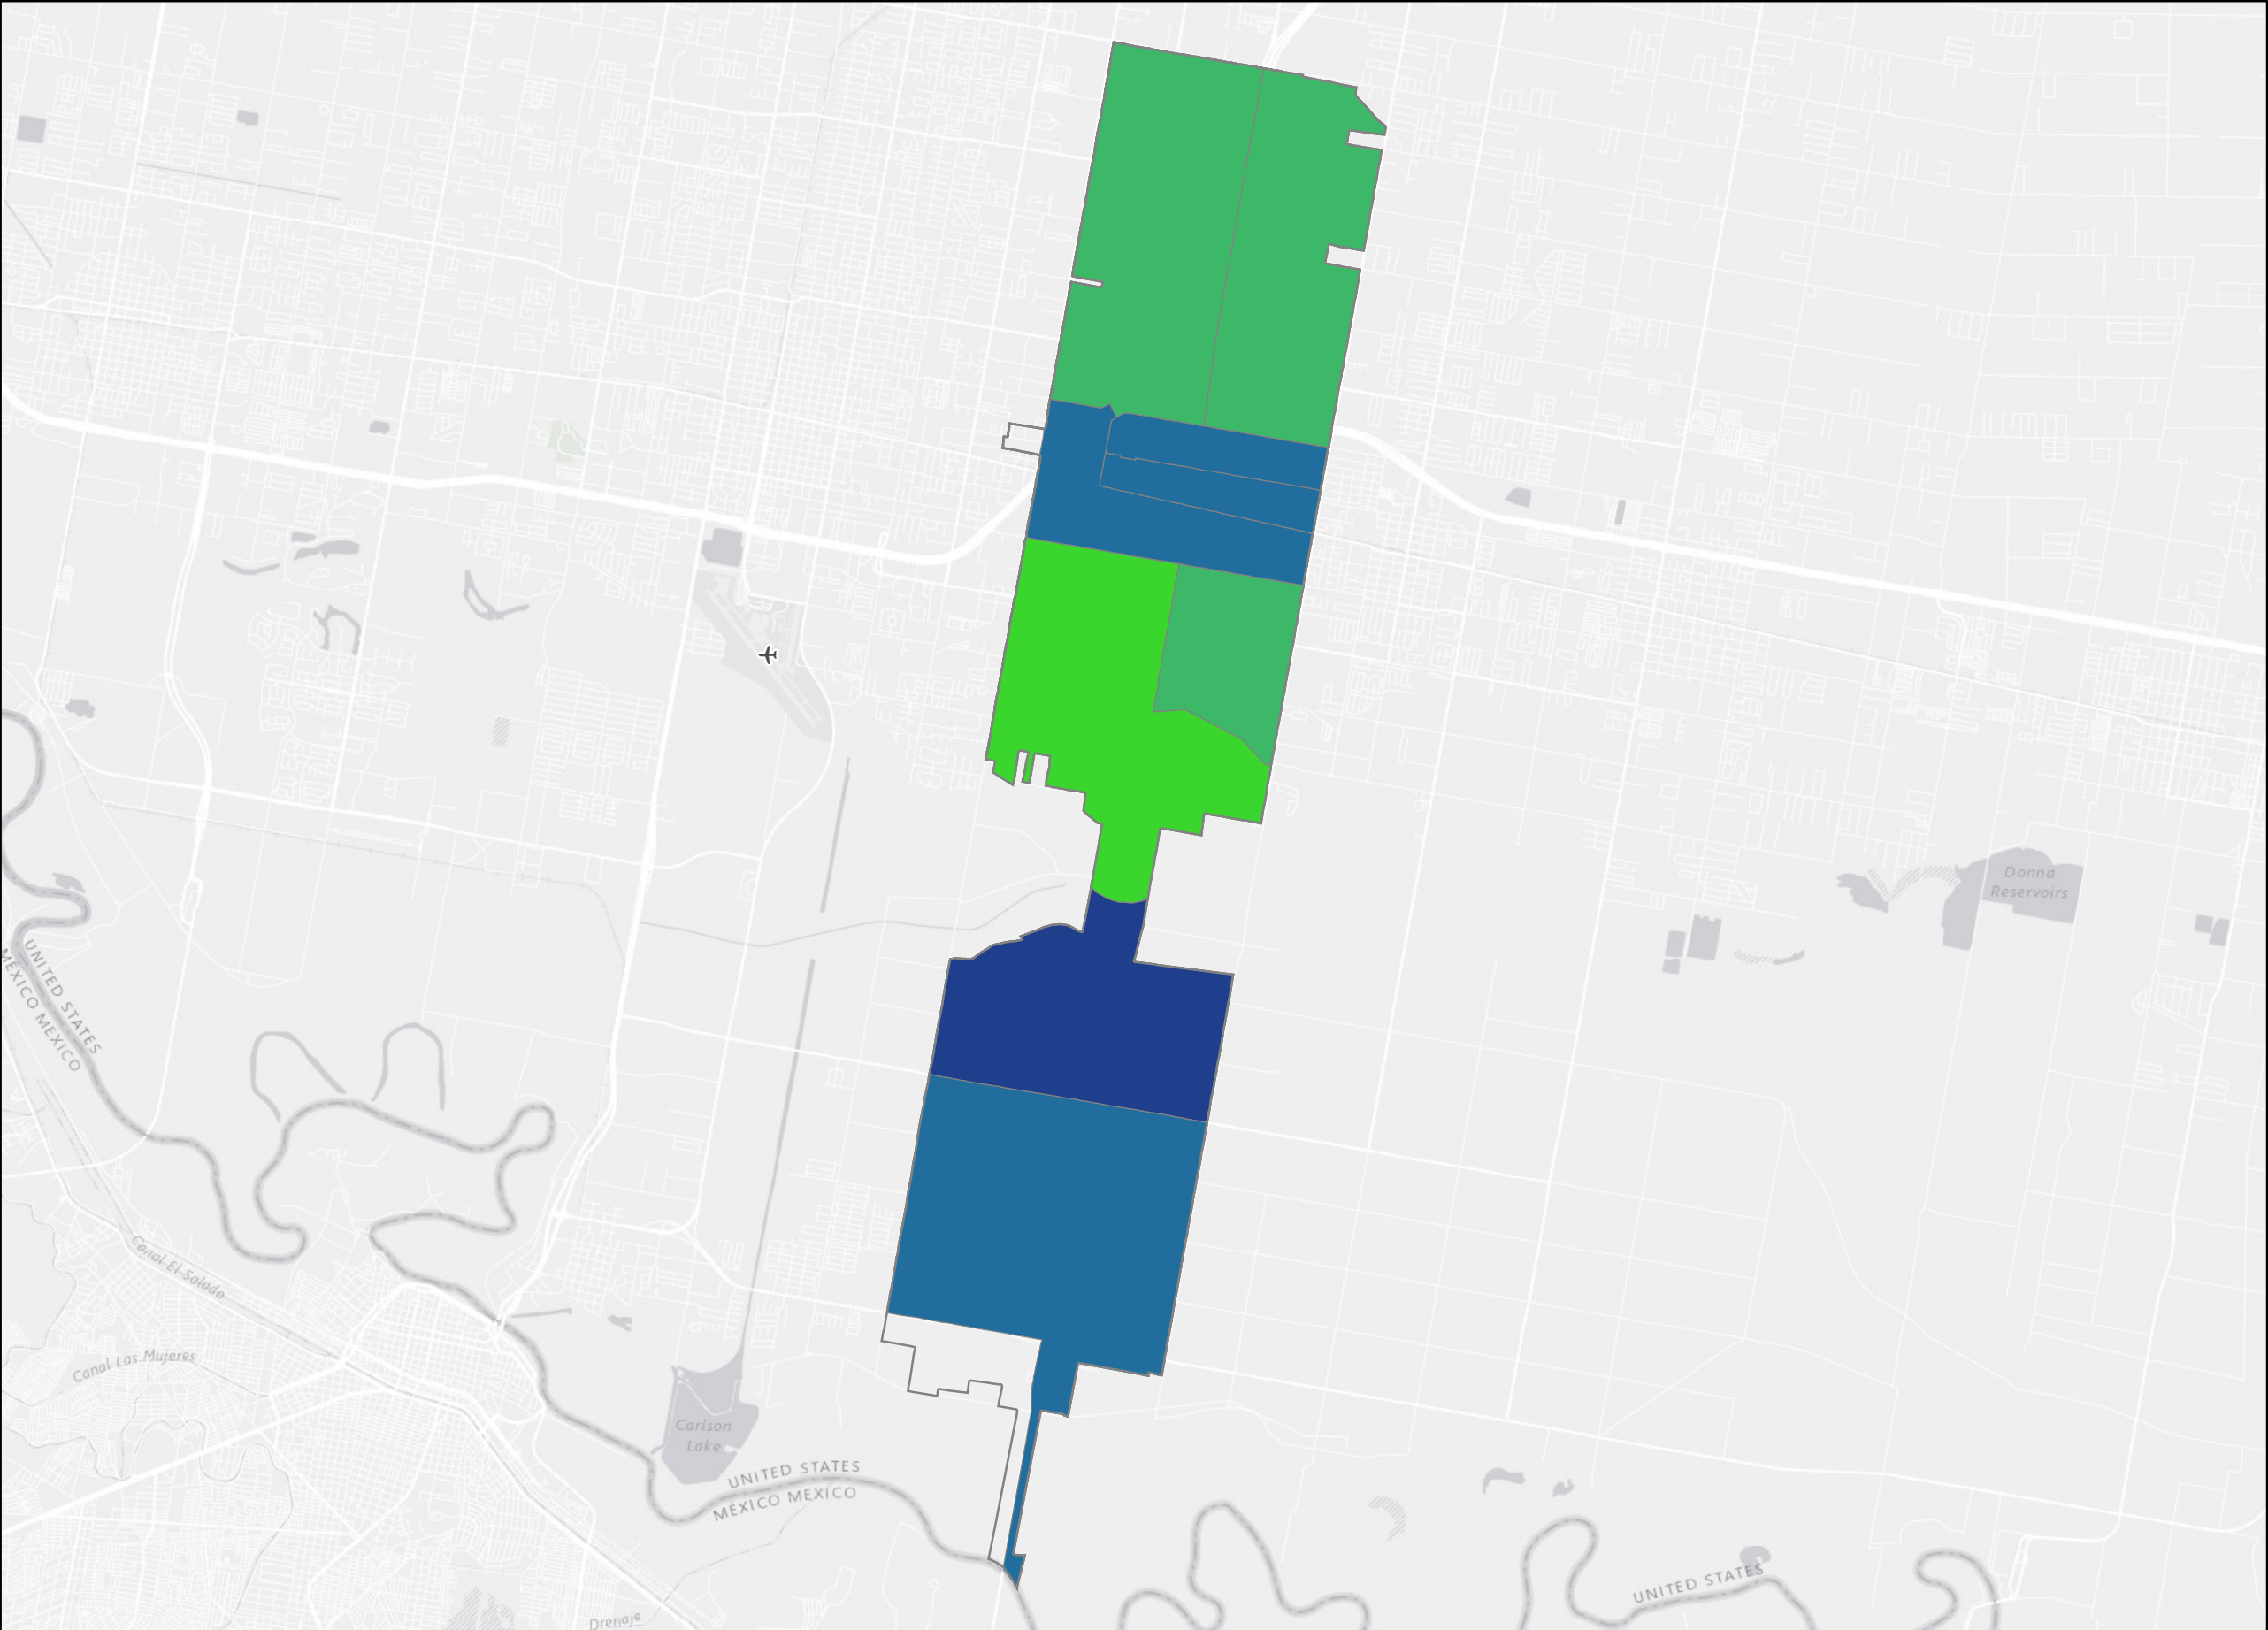 Donna
Reservoirs
UNITED STATES
MÉXICO MEXICO
Canal El Salado
Canal Las Mujeres
Carlson
Lake
UNITED STATES
MÉXICO MEXICO
UNITED STATES
Drenaje